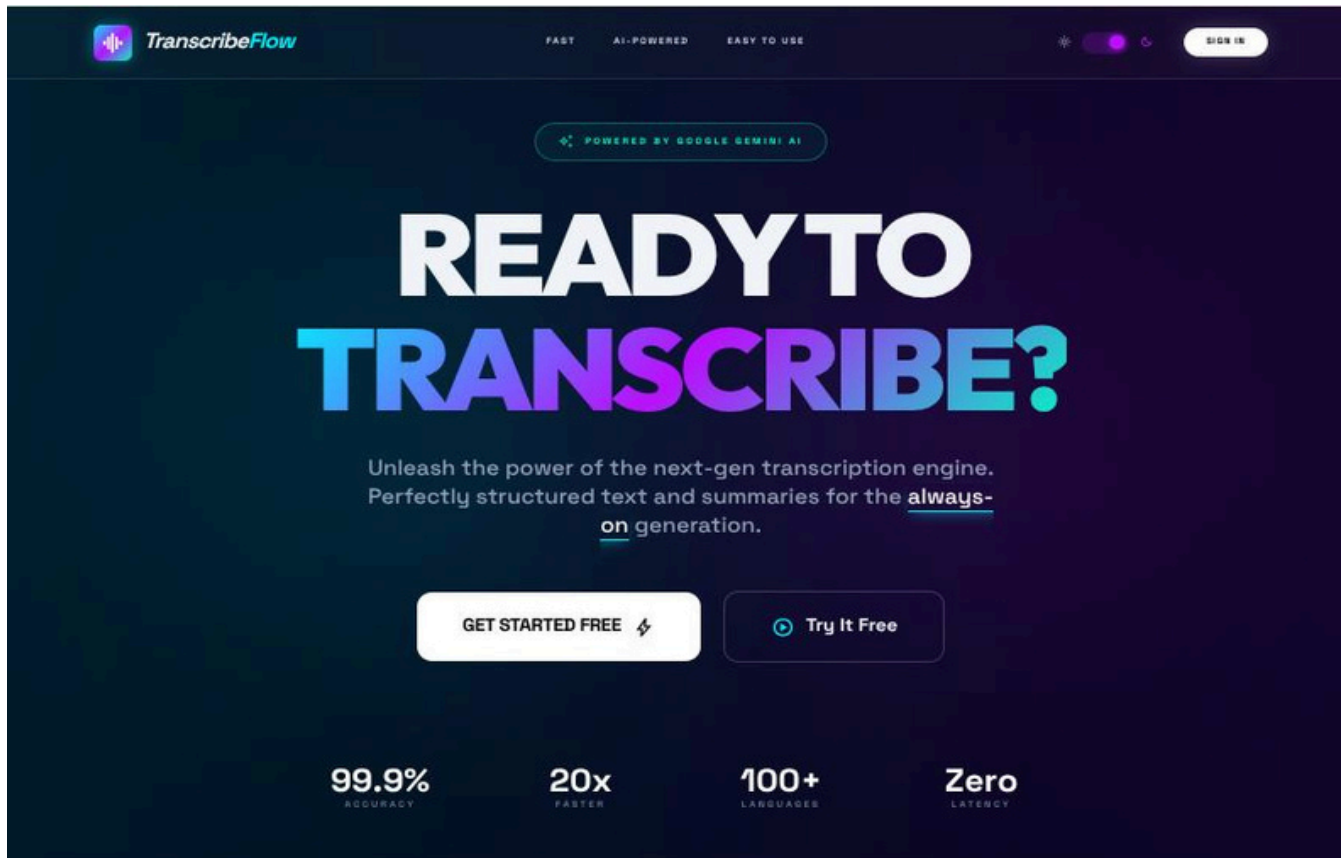 TranscribeFlow
FAST AI-POWERED EASY TO USE
SIGN IN
POWERED BY GOOGLE GEMINI AI
READY TO
TRANSCRIBE?
Unleash the power of the next-gen transcription engine.
Perfectly structured text and summaries for the always-
on generation.
GET STARTED FREE
Try It Free
99.9% 20x 100+ Zero
ACCURACY FASTER LANGUAGES LATENCY